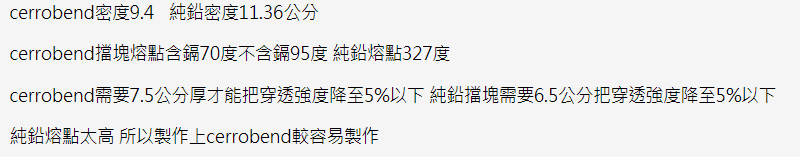 cerrobend密度9.4 純鉛密度11.36公分
cerrobend擋塊熔點含鎘70度不含鎘95度 純鉛熔點327度
cerrobend需要7.5公分厚才能把穿透強度降至5%以下 純鉛擋塊需要6.5公分把穿透強度降至5%以下
純鉛熔點太高 所以製作上cerrobend較容易製作